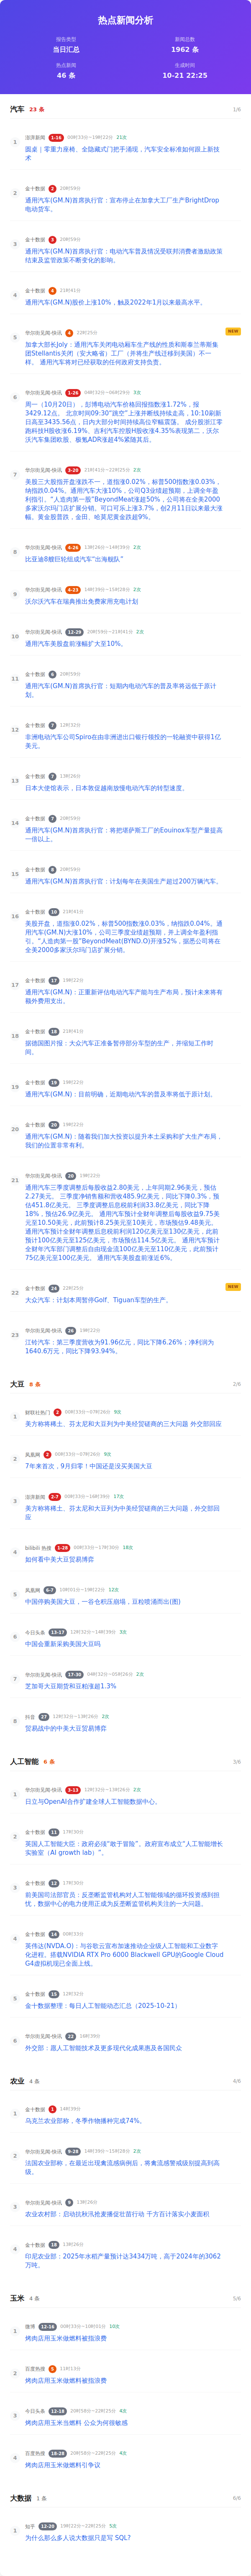 热点新闻分析
报告类型
新闻总数
当日汇总
1962 条
热点新闻
生成时间
46 条
10-21 22:25
汽车 23 条 1/6
1
澎湃新闻 1-16 00时33分~19时22分 21次
圆桌｜零重力座椅、全隐藏式门把手涌现，汽车安全标准如何跟上新技
术
2
金十数据 2 20时59分
通用汽车(GM.N)首席执行官：宣布停止在加拿大工厂生产BrightDrop
电动货车。
3
金十数据 3 20时59分
通用汽车(GM.N)首席执行官：电动汽车普及情况受联邦消费者激励政策
结束及监管政策不断变化的影响。
4
金十数据 4 21时41分
通用汽车(GM.N)股价上涨10%，触及2022年1月以来最高水平。
NEW
5
华尔街见闻-快讯 4 22时25分
加拿大部长Joly：通用汽车关闭电动厢车生产线的性质和斯泰兰蒂斯集
团Stellantis关闭（安大略省）工厂（并将生产线迁移到美国）不一
样。 通用汽车将对已经获取的任何政府支持负责。
6
华尔街见闻-快讯 1-26 04时32分~06时29分 3次
周一（10月20日），彭博电动汽车价格回报指数涨1.72%，报
3429.12点。 北京时间09:30“跳空”上涨并断线持续走高，10:10刷新
日高至3435.56点，日内大部分时间持续高位窄幅震荡。 成分股浙江零
跑科技H股收涨6.19%、吉利汽车控股H股收涨4.35%表现第二，沃尔
沃汽车集团欧股、极氪ADR涨超4%紧随其后。
7
华尔街见闻-快讯 3-20 21时41分~22时25分 2次
美股三大股指开盘涨跌不一，道指涨0.02%，标普500指数涨0.03%，
纳指跌0.04%。通用汽车大涨10%，公司Q3业绩超预期，上调全年盈
利指引。“人造肉第一股”BeyondMeat涨超50%，公司将在全美2000
多家沃尔玛门店扩展分销。可口可乐上涨3.7%，创2月11日以来最大涨
幅。黄金股普跌，金田、哈莫尼黄金跌超9%。
8
华尔街见闻-快讯 4-26 13时26分~14时39分 2次
比亚迪8艘巨轮组成汽车“出海舰队”
9
华尔街见闻-快讯 4-23 14时39分~15时28分 2次
沃尔沃汽车在瑞典推出免费家用充电计划
10
华尔街见闻-快讯 12-29 20时59分~21时41分 2次
通用汽车美股盘前涨幅扩大至10%。
11
金十数据 6 20时59分
通用汽车(GM.N)首席执行官：短期内电动汽车的普及率将远低于原计
划。
12
金十数据 7 12时32分
非洲电动汽车公司Spiro在由非洲进出口银行领投的一轮融资中获得1亿
美元。
13
金十数据 7 13时26分
日本大使馆表示，日本敦促越南放慢电动汽车的转型速度。
14
金十数据 7 20时59分
通用汽车(GM.N)首席执行官：将把堪萨斯工厂的Eouinox车型产量提高
一倍以上。
15
金十数据 8 20时59分
通用汽车(GM.N)首席执行官：计划每年在美国生产超过200万辆汽车。
16
金十数据 10 21时41分
美股开盘，道指涨0.02%，标普500指数涨0.03%，纳指跌0.04%。通用
汽车(GM.N)大涨10%，公司三季度业绩超预期，并上调全年盈利指
引。“人造肉第一股”BeyondMeat(BYND.O)开涨52%，据悉公司将在
全美2000多家沃尔玛门店扩展分销。
17
金十数据 17 19时22分
通用汽车(GM.N)：正重新评估电动汽车产能与生产布局，预计未来将有
额外费用支出。
18
金十数据 18 21时41分
据德国图片报：大众汽车正准备暂停部分车型的生产，并缩短工作时
间。
19
金十数据 19 19时22分
通用汽车(GM.N)：目前明确，近期电动汽车的普及率将低于原计划。
20
金十数据 20 19时22分
通用汽车(GM.N)：随着我们加大投资以提升本土采购和扩大生产布局，
我们的位置非常有利。
21
华尔街见闻-快讯 20 19时22分
通用汽车三季度调整后每股收益2.80美元，上年同期2.96美元，预估
2.27美元。 三季度净销售额和营收485.9亿美元，同比下降0.3%，预
估451.8亿美元。 三季度调整后息税前利润33.8亿美元，同比下降
18%，预估26.9亿美元。 通用汽车预计全财年调整后每股收益9.75美
元至10.50美元，此前预计8.25美元至10美元，市场预估9.48美元。
通用汽车预计全财年调整后息税前利润120亿美元至130亿美元，此前
预计100亿美元至125亿美元，市场预估114.5亿美元。 通用汽车预计
全财年汽车部门调整后自由现金流100亿美元至110亿美元，此前预计
75亿美元至100亿美元。 通用汽车美股盘前涨近6%。
NEW
22
金十数据 24 22时25分
大众汽车：计划本周暂停Golf、Tiguan车型的生产。
23
华尔街见闻-快讯 26 19时22分
江铃汽车：第三季度营收为91.96亿元，同比下降6.26%；净利润为
1640.6万元，同比下降93.94%。
大豆 8 条 2/6
1
财联社热门 2 00时33分~07时26分 9次
美方称将稀土、芬太尼和大豆列为中美经贸磋商的三大问题 外交部回应
2
凤凰网 2 00时33分~07时26分 8次
7年来首次，9月归零！中国还是没买美国大豆
3
澎湃新闻 2-7 00时33分~16时39分 17次
美方称将稀土、芬太尼和大豆列为中美经贸磋商的三大问题，外交部回
应
4
bilibili 热搜 1-28 00时33分~17时30分 18次
如何看中美大豆贸易博弈
5
凤凰网 6-7 10时01分~19时22分 12次
中国停购美国大豆，一谷仓积压崩塌，豆粒喷涌而出(图)
6
今日头条 13-17 12时32分~14时39分 3次
中国会重新采购美国大豆吗
7
华尔街见闻-快讯 17-30 04时32分~05时26分 2次
芝加哥大豆期货和豆粕涨超1.3%
8
抖音 27 12时32分~13时26分 2次
贸易战中的中美大豆贸易博弈
人工智能 6 条 3/6
1
华尔街见闻-快讯 3-13 12时32分~13时26分 2次
日立与OpenAI合作扩建全球人工智能数据中心。
2
金十数据 11 17时30分
英国人工智能大臣：政府必须“敢于冒险”。政府宣布成立“人工智能增长
实验室（AI growth lab）”。
3
金十数据 12 17时30分
前美国司法部官员：反垄断监管机构对人工智能领域的循环投资感到担
忧，数据中心的电力使用正成为反垄断监管机构关注的一大问题。
4
金十数据 14 00时33分
英伟达(NVDA.O)：与谷歌云宣布加速推动企业级人工智能和工业数字
化进程。搭载NVIDIA RTX Pro 6000 Blackwell GPU的Google Cloud
G4虚拟机现已全面上线。
5
金十数据 15 12时32分
金十数据整理：每日人工智能动态汇总（2025-10-21）
6
华尔街见闻-快讯 22 16时39分
外交部：愿人工智能技术及更多现代化成果惠及各国民众
农业 4 条 4/6
1
金十数据 1 14时39分
乌克兰农业部称，冬季作物播种完成74%。
2
华尔街见闻-快讯 9-28 14时39分~15时28分 2次
法国农业部称，在最近出现禽流感病例后，将禽流感警戒级别提高到高
级。
3
华尔街见闻-快讯 9 13时26分
农业农村部：启动抗秋汛抢麦播促壮苗行动 千方百计落实小麦面积
4
金十数据 18 13时26分
印尼农业部：2025年水稻产量预计达3434万吨，高于2024年的3062
万吨。
玉米 4 条 5/6
1
微博 12-16 00时33分~10时01分 10次
烤肉店用玉米做燃料被指浪费
2
百度热搜 5 11时13分
烤肉店用玉米做燃料被指浪费
3
今日头条 12-18 20时58分~22时25分 4次
烤肉店用玉米当燃料 公众为何很敏感
4
百度热搜 18-28 20时58分~22时25分 4次
烤肉店用玉米做燃料引争议
大数据 1 条 6/6
1
知乎 12-20 19时22分~22时25分 5次
为什么那么多人说大数据只是写 SQL？